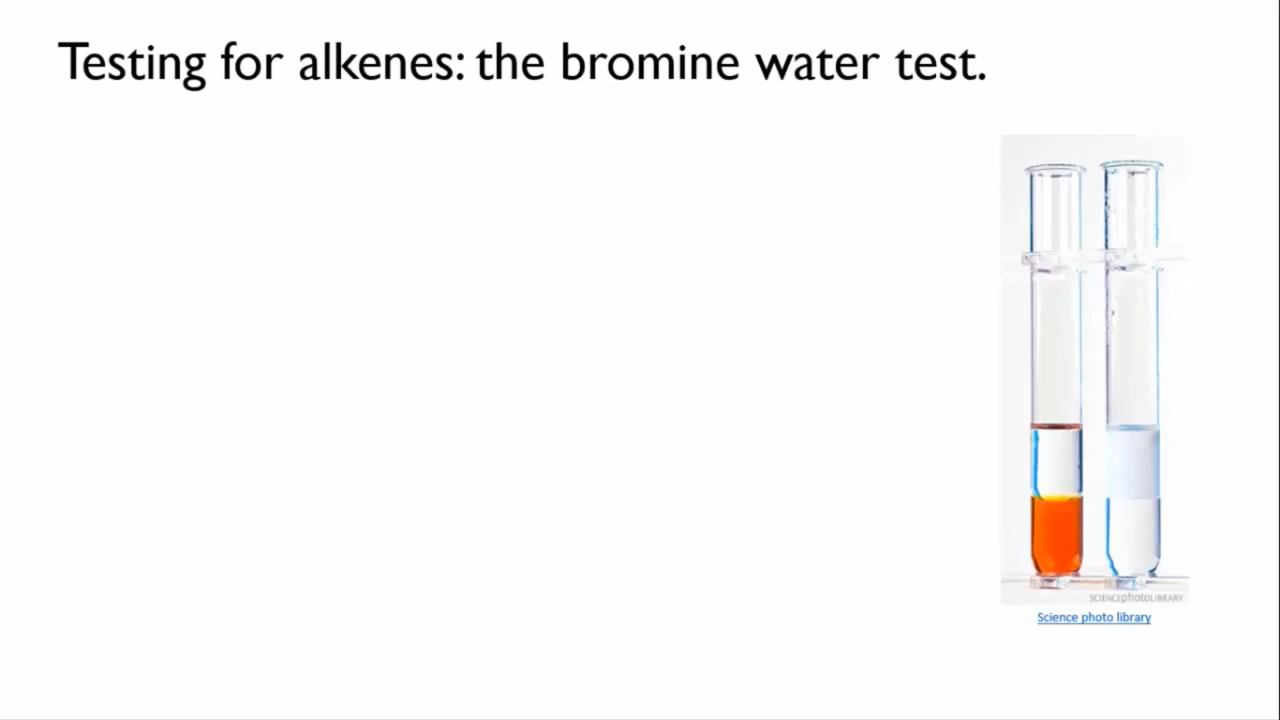 Testing for alkenes: the bromine water test.
SCIENCEphotoLIBRARY
Science photo library